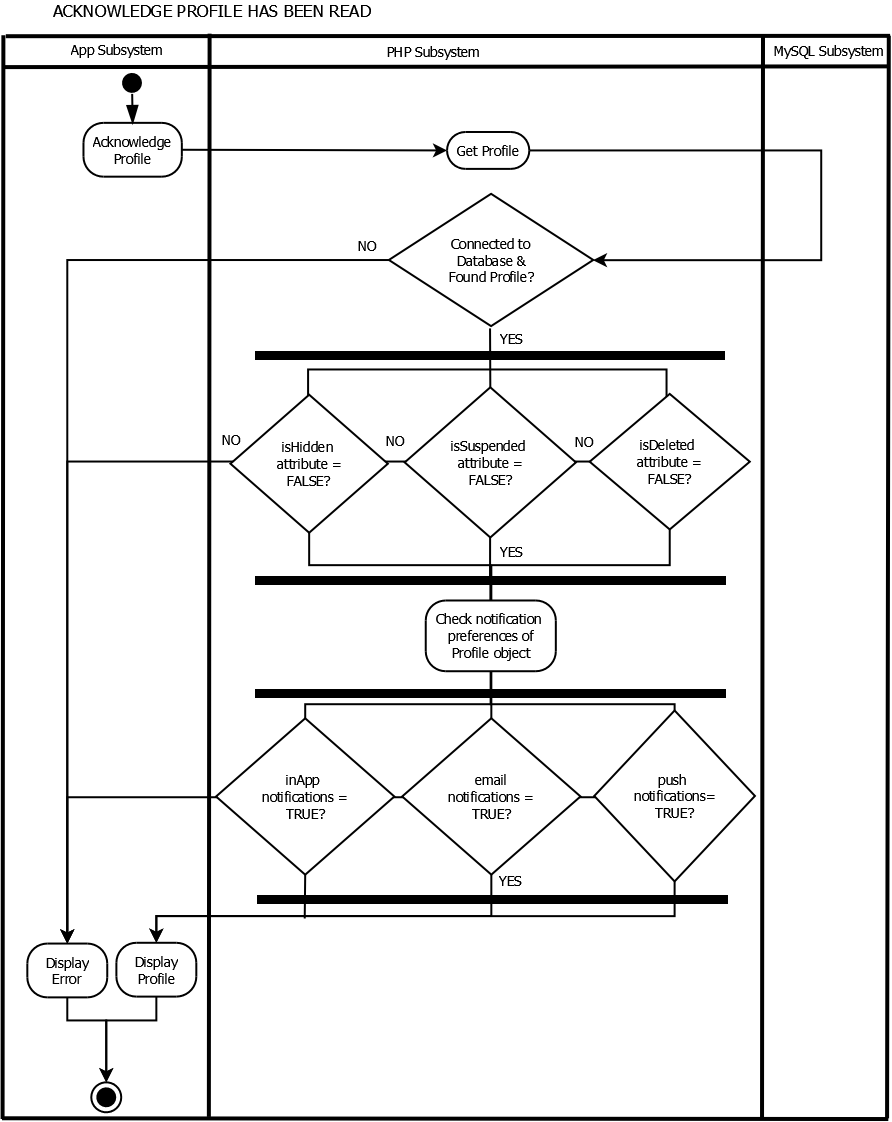 ACKNOWLEDGE PROFILE HAS BEEN READ
App Subsystem
PHP Subsystem
MySQL Subsystem
Acknowledge
Profile
Get Profile
Connected to
Database &
Found Profile?
NO
YES
isHidden
attribute =
FALSE?
NO
isSuspended
attribute =
FALSE?
NO
isDeleted
attribute =
FALSE?
NO
YES
Check notification
preferences of
Profile object
inApp
notifications =
TRUE?
email
notifications =
TRUE?
push
notifications=
TRUE?
YES
Display
Error
Display
Profile